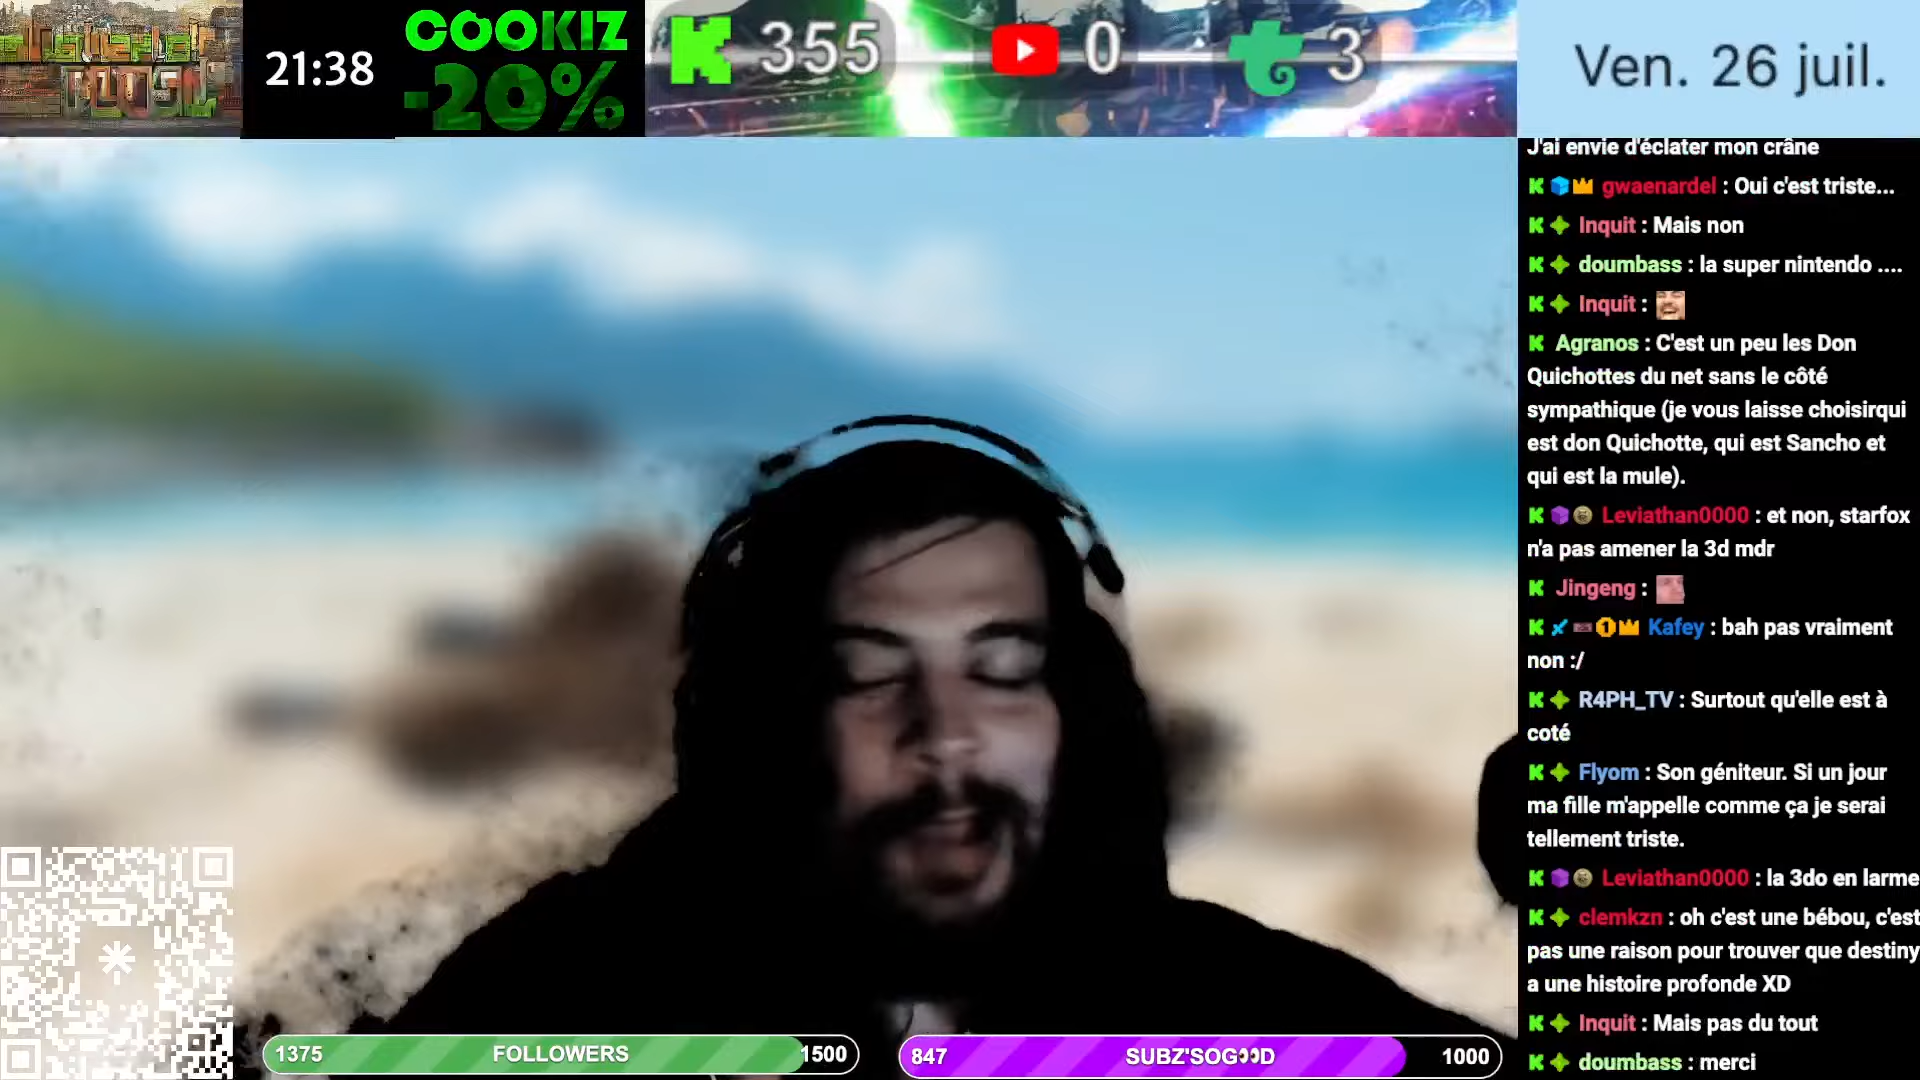 21:38
COOKIZ
-20%
355
0
3
Ven. 26 juil.
J'ai envie d'éclater mon crâne
gwaenardel : Oui c'est triste...
Inquit : Mais non
doumbass : la super nintendo ....
Inquit :
Agranos : C'est un peu les Don
Quichottes du net sans le côté
sympathique (je vous laisse choisirqui
est don Quichotte, qui est Sancho et
qui est la mule).
Leviathan0000 : et non, starfox
n'a pas amener la 3d mdr
Jingeng :
Kafey : bah pas vraiment
non :/
R4PH_TV : Surtout qu'elle est à
coté
Flyom : Son géniteur. Si un jour
ma fille m'appelle comme ça je serai
tellement triste.
Leviathan0000 : la 3do en larme
clemkzn : oh c'est une bébou, c'est
pas une raison pour trouver que destiny
a une histoire profonde XD
Inquit : Mais pas du tout
doumbass : merci
1375 FOLLOWERS 1500
847 SUBZ'SOG👀D 1000